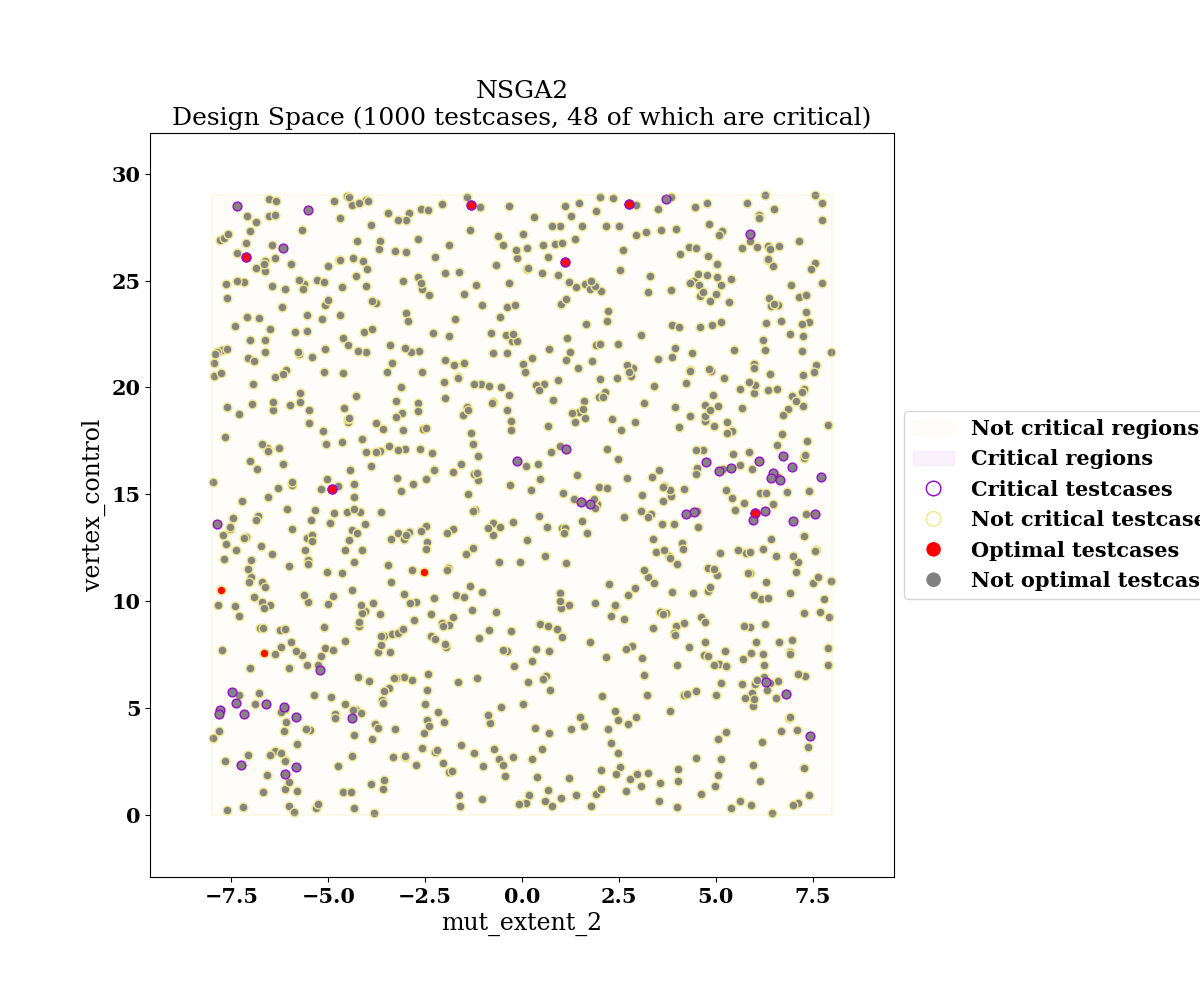 NSGA2
Design Space (1000 testcases, 48 of which are critical)
30
25
20
15
10
5
0
vertex_control
−7.5 −5.0 −2.5 0.0 2.5 5.0 7.5
mut_extent_2
Not critical regions
Critical regions
Critical testcases
Not critical testcase
Optimal testcases
Not optimal testcas